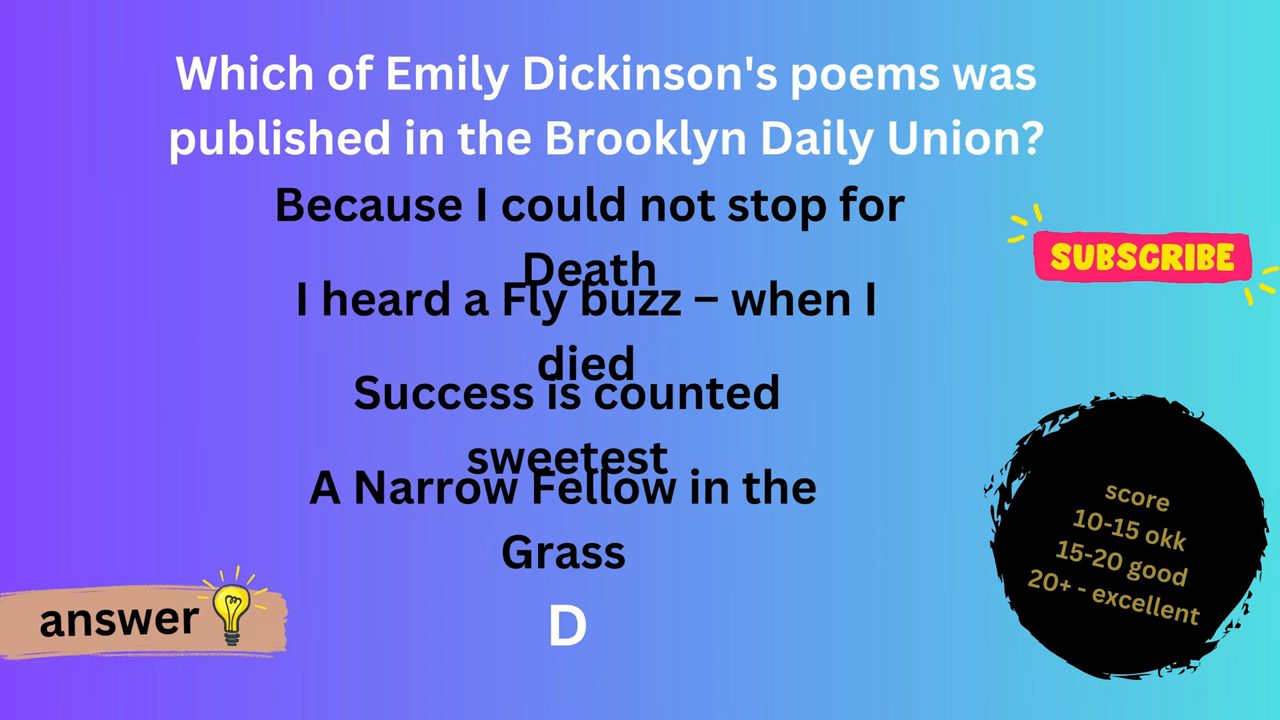 Which of Emily Dickinson's poems was
published in the Brooklyn Daily Union?
Because I could not stop for
Death
I heard a Fly buzz – when I
died
Success is counted
sweetest
A Narrow Fellow in the
Grass
D
answer
SUBSCRIBE
score
10-15 okk
15-20 good
20+ - excellent